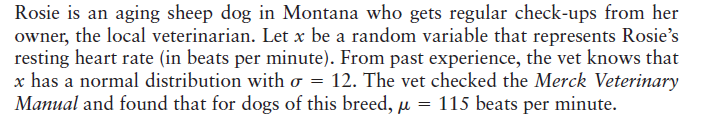 Rosie is an aging sheep dog in Montana who gets regular check-ups from her
owner, the local veterinarian. Let x be a random variable that represents Rosie's
resting heart rate (in beats per minute). From past experience, the vet knows that
x has a normal distribution with σ = 12. The vet checked the Merck Veterinary
Manual and found that for dogs of this breed, μ = 115 beats per minute.